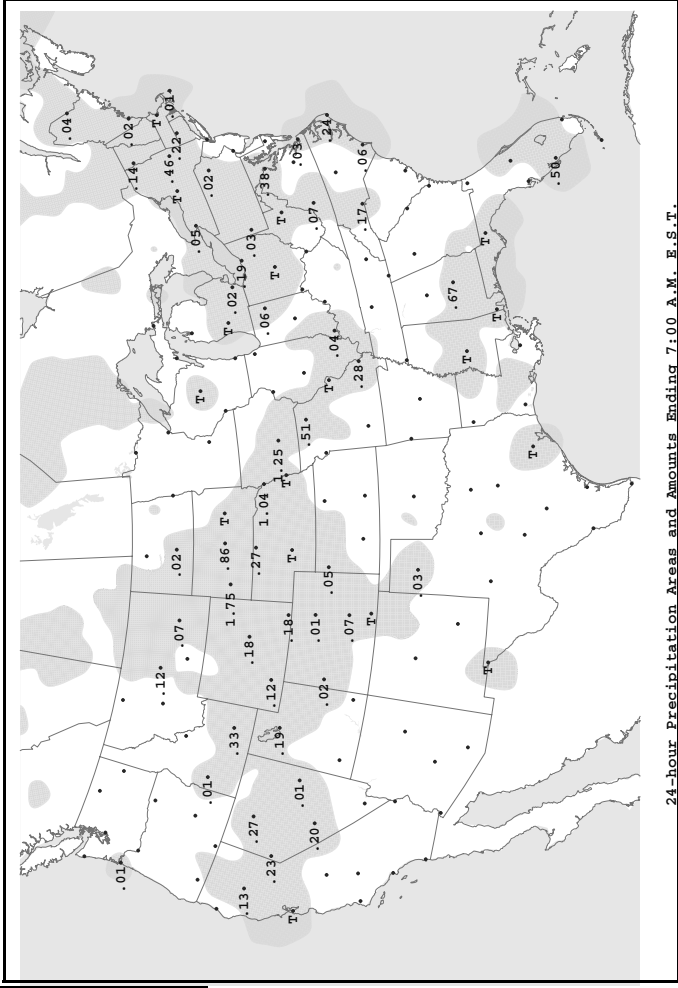 .04
.01
.02
.14
T
.12
.01
.46
.22
.07
.02
T
.05
T
.01
.02
.86
T
1.75
T
.02
.33
.19
.13
.18
.03
.27
.27
1.04
.06
.38
.23
.12
T
.19
1.25
T
.18
T
T
T
.03
.01
.51
.20
.01
.07
.02
.24
.05
T
.04
.07
.28
.17
.06
T
.03
.67
T
T
T
T
T
.50
24-hour Precipitation Areas and Amounts Ending 7:00 A.M. E.S.T.